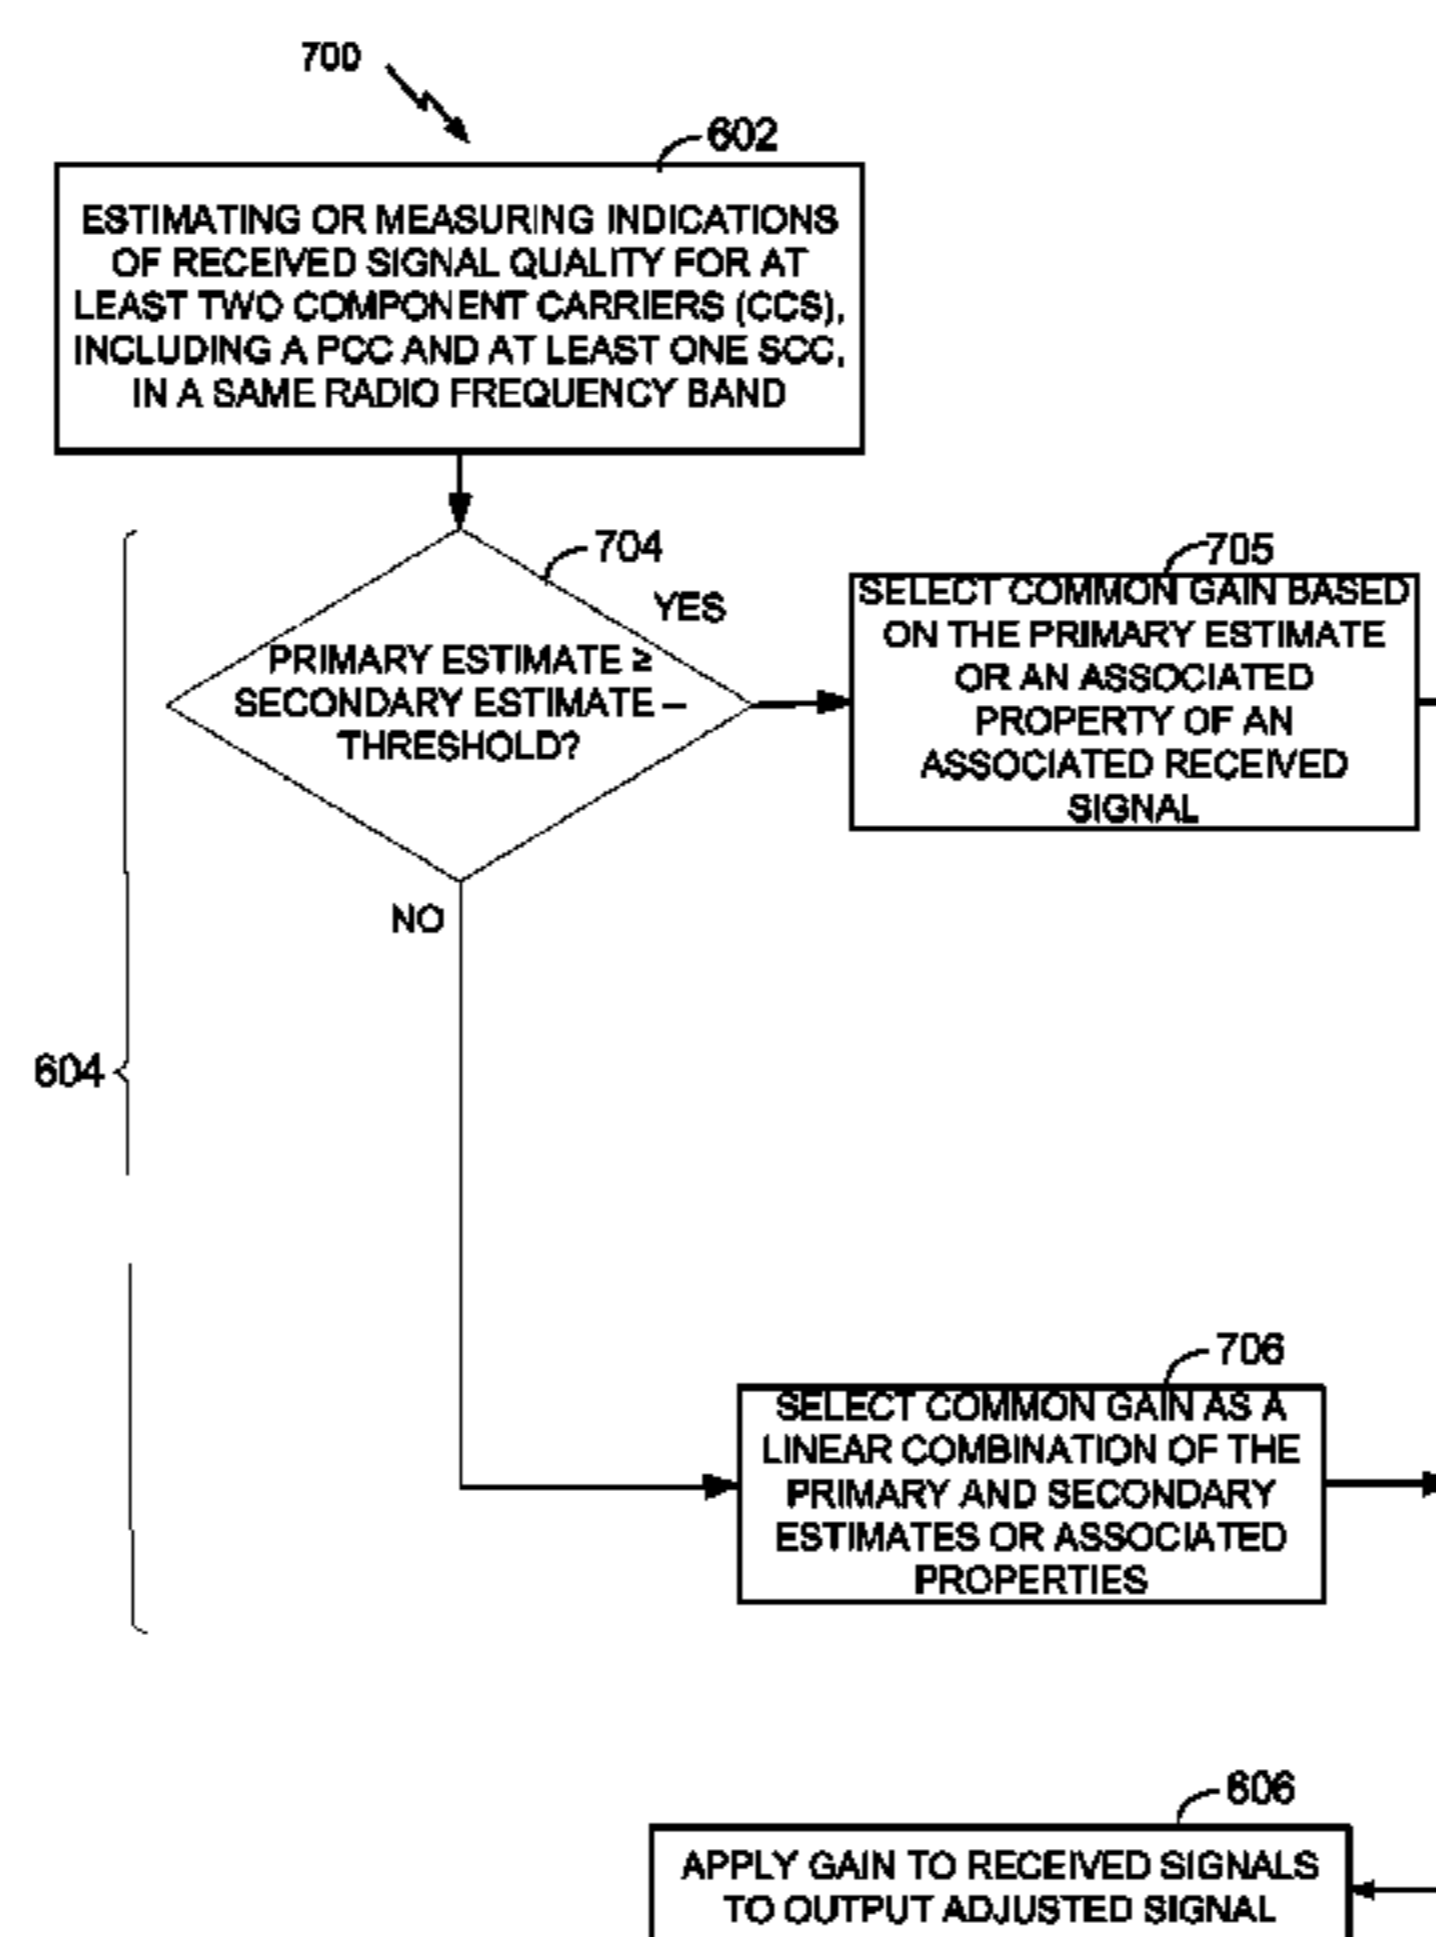 700
602
ESTIMATING OR MEASURING INDICATIONS
OF RECEIVED SIGNAL QUALITY FOR AT
LEAST TWO COMPONENT CARRIERS (CCS),
INCLUDING A PCC AND AT LEAST ONE SCC,
IN A SAME RADIO FREQUENCY BAND
704
YES
PRIMARY ESTIMATE ≥
SECONDARY ESTIMATE –
THRESHOLD?
NO
705
SELECT COMMON GAIN BASED
ON THE PRIMARY ESTIMATE
OR AN ASSOCIATED
PROPERTY OF AN
ASSOCIATED RECEIVED
SIGNAL
604
706
SELECT COMMON GAIN AS A
LINEAR COMBINATION OF THE
PRIMARY AND SECONDARY
ESTIMATES OR ASSOCIATED
PROPERTIES
606
APPLY GAIN TO RECEIVED SIGNALS
TO OUTPUT ADJUSTED SIGNAL